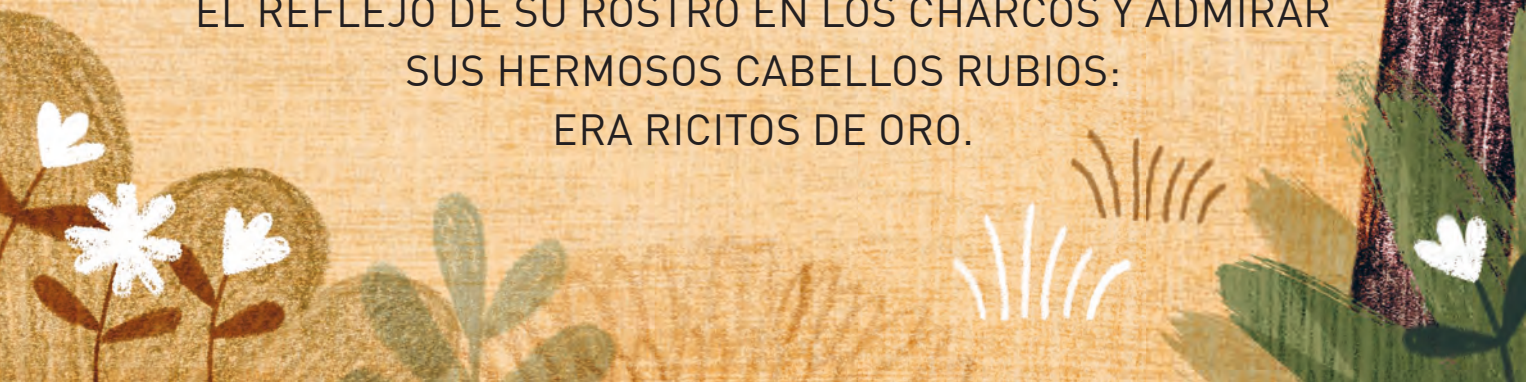 EL REFLEJO DE SU ROSTRO EN LOS CHARCOS Y ADMIRAR
SUS HERMOSOS CABELLOS RUBIOS:
ERA RICITOS DE ORO.